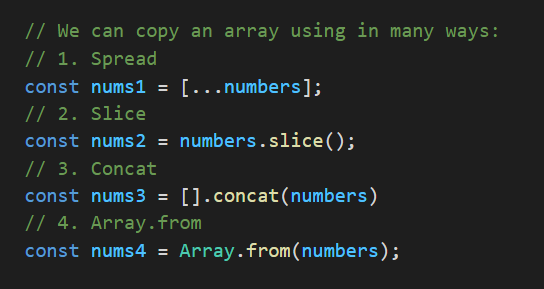 // We can copy an array using in many ways:
// 1. Spread
const nums1 = [...numbers];
// 2. Slice
const nums2 = numbers.slice();
// 3. Concat
const nums3 = [].concat(numbers)
// 4. Array.from
const nums4 = Array.from(numbers);